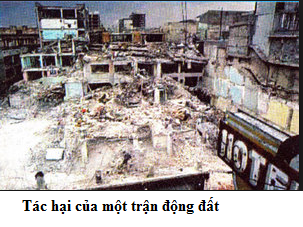 HOTE
Tác hại của một trận động đất